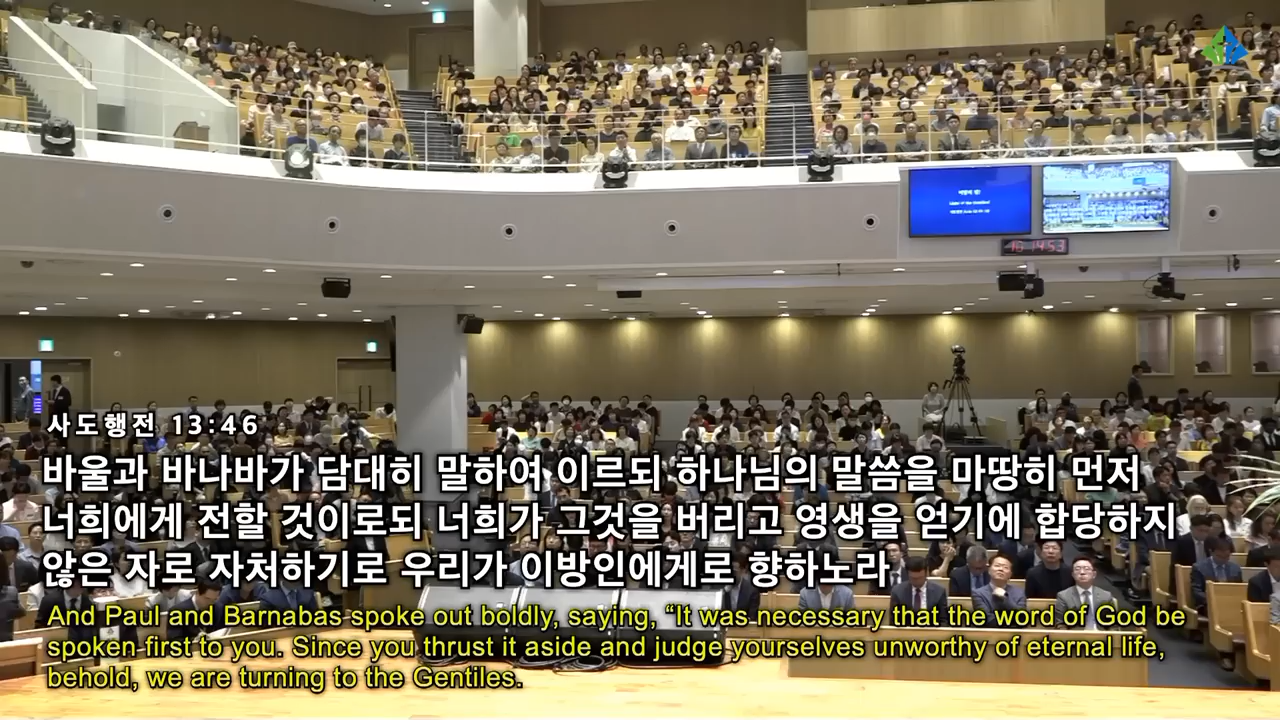 16 14 53
사도행전 13:46
바울과 바나바가 담대히 말하여 이르되 하나님의 말씀을 마땅히 먼저
너희에게 전할 것이로되 너희가 그것을 버리고 영생을 얻기에 합당하지
않은 자로 자처하기로 우리가 이방인에게로 향하노라
And Paul and Barnabas spoke out boldly, saying, “It was necessary that the word of God be
spoken first to you. Since you thrust it aside and judge yourselves unworthy of eternal life,
behold, we are turning to the Gentiles.